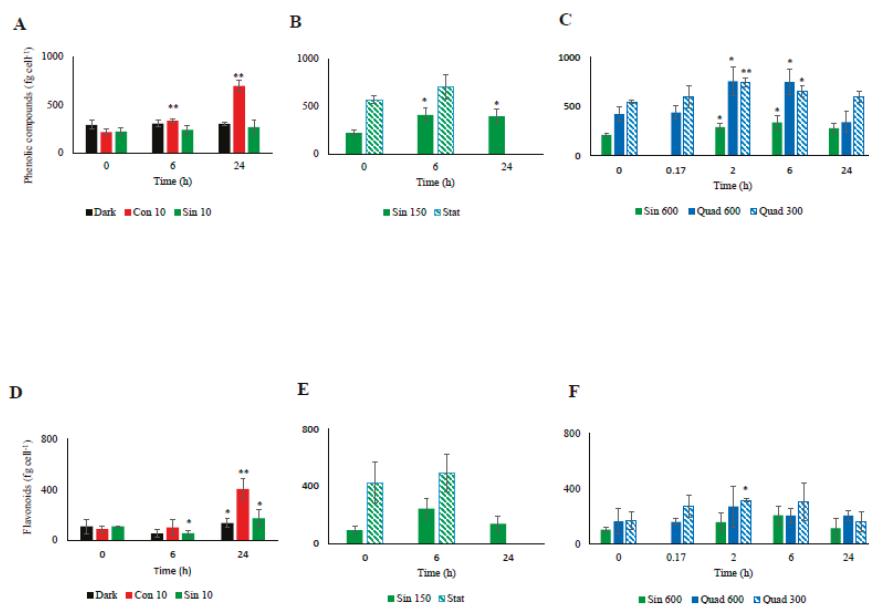 A
B
C
Phenolic compounds (fg cell-1)
1000
500
0
**
**
0
6
24
Time (h)
Dark Con 10 Sin 10
1000
500
0
*
*
0
6
24
Time (h)
Sin 150 Stat
1000
500
0
*
*
**
*
*
*
0
0.17
2
6
24
Time (h)
Sin 600 Quad 600 Quad 300
D
E
F
Flavonoids (fg cell-1)
800
400
0
*
*
**
*
0
6
24
Time (h)
Dark Con 10 Sin 10
800
400
0
0
6
24
Time (h)
Sin 150 Stat
800
400
0
*
0
0.17
2
6
24
Time (h)
Sin 600 Quad 600 Quad 300